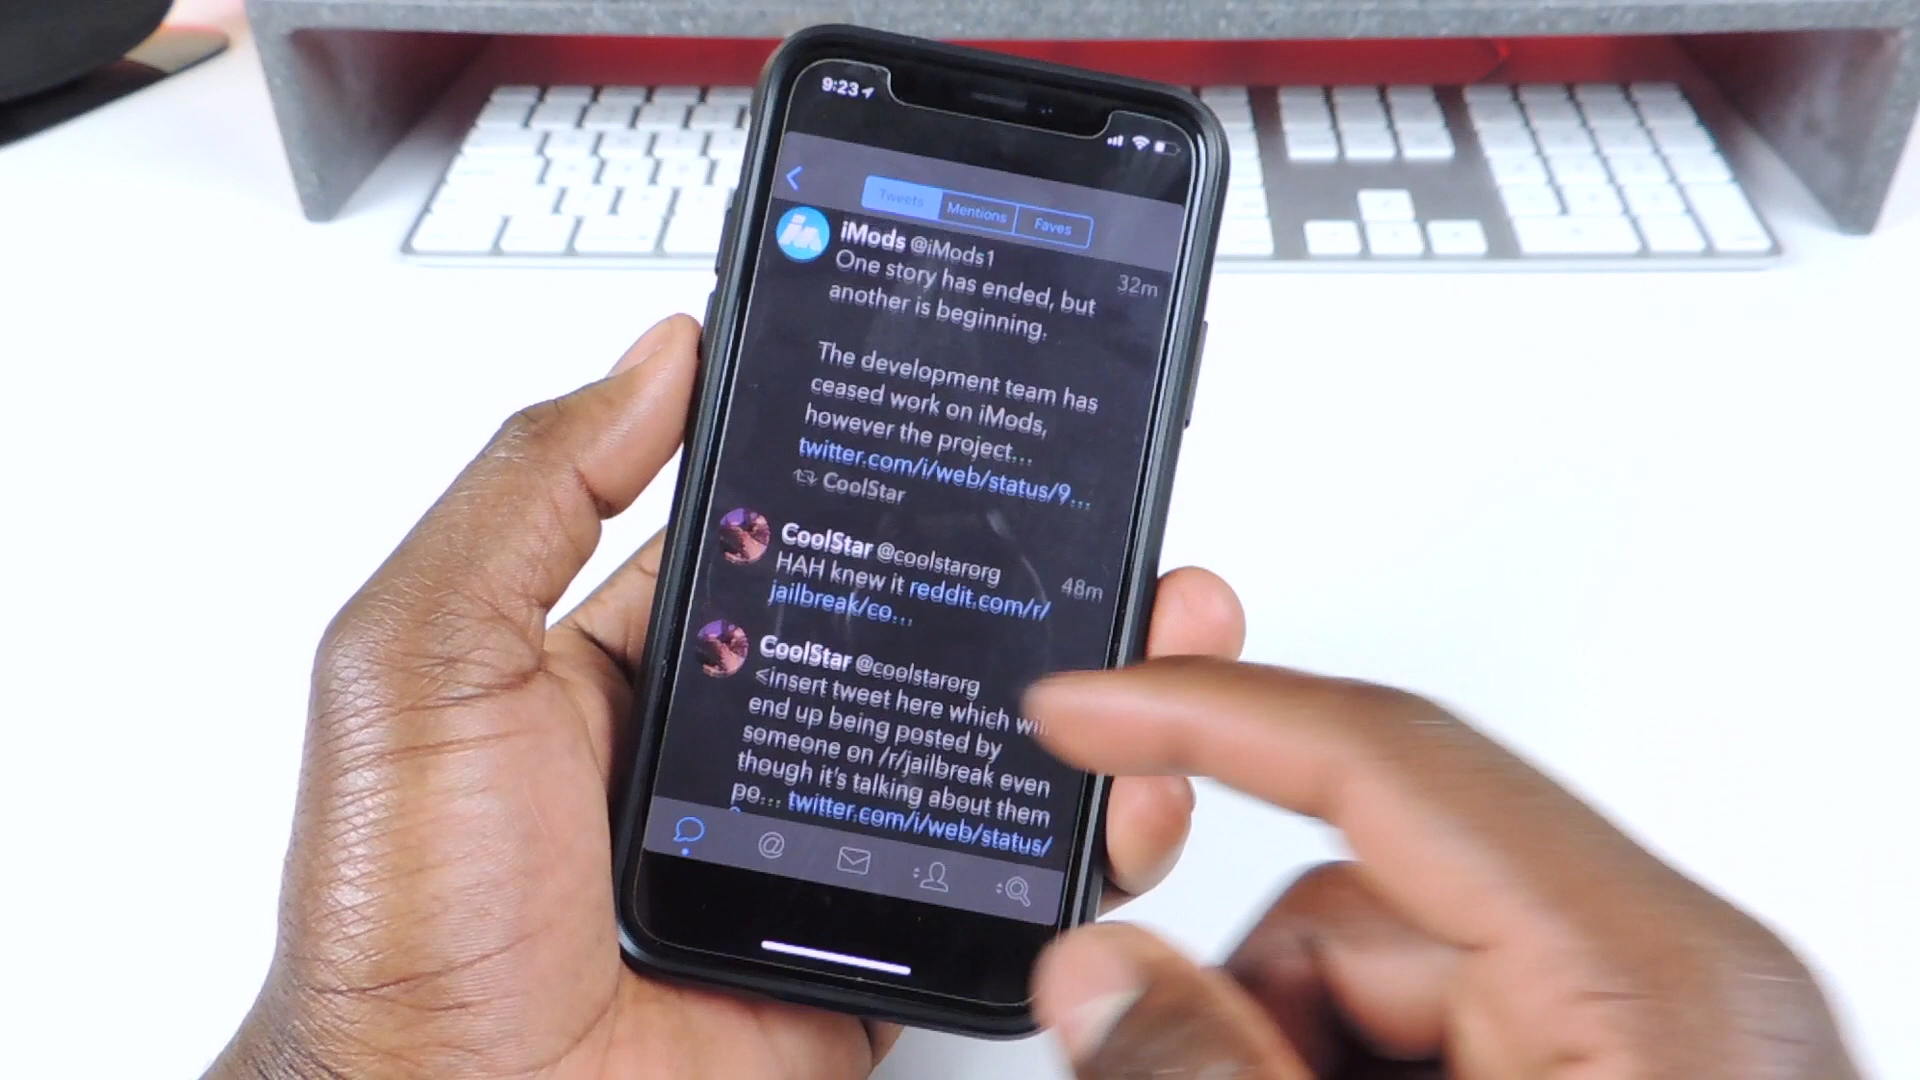 9:23
Tweets Mentions Faves
iMods @iMods1
32m
One story has ended, but
another is beginning.
The development team has
ceased work on iMods,
however the project...
twitter.com/i/web/status/9...
CoolStar
CoolStar @coolstarorg
48m
HAH knew it reddit.com/r/
jailbreak/co...
CoolStar @coolstarorg
<insert tweet here which
end up being posted by
someone on /r/jailbreak even
though it's talking about them
po... twitter.com/i/web/status/